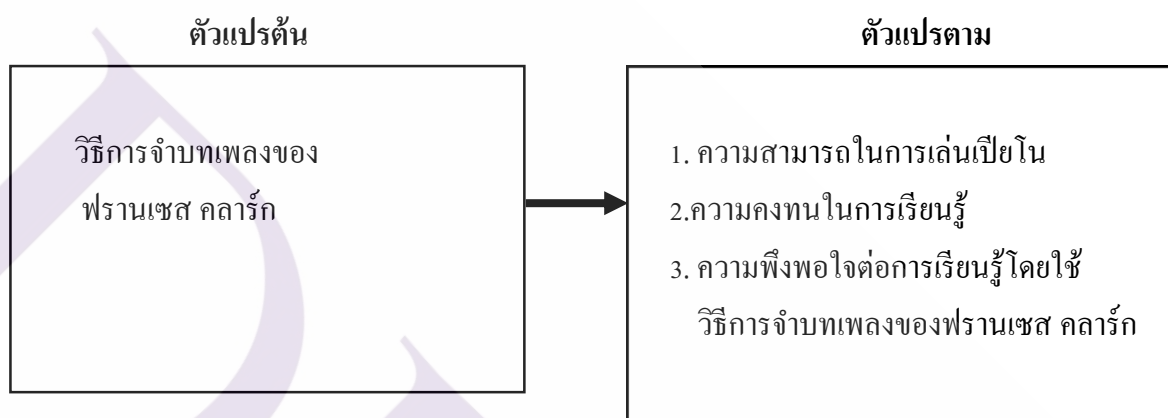 ตัวแปรต้น
วิธีการจำบทเพลงของ
ฟรานเซส คลาร์ก
ตัวแปรตาม
1. ความสามารถในการเล่นเปียโน
2.ความคงทนในการเรียนรู้
3. ความพึงพอใจต่อการเรียนรู้โดยใช้
วิธีการจำบทเพลงของฟรานเซส คลาร์ก